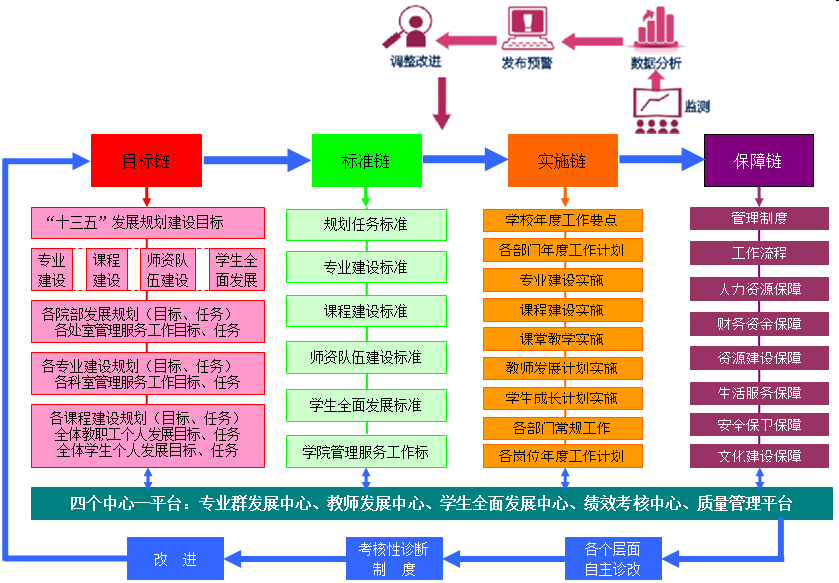 调整改进
发布预警
数据分析
监测
目标链
标准链
实施链
保障链
“十三五”发展规划建设目标
专业
建设
课程
建设
师资队
伍建设
学生全
面发展
各院部发展规划（目标、任务）
各处室管理服务工作目标、任务
各专业建设规划（目标、任务）
各科室管理服务工作目标、任务
各课程建设规划（目标、任务）
全体教职工个人发展目标、任务
全体学生个人发展目标、任务
规划任务标准
专业建设标准
课程建设标准
师资队伍建设标准
学生全面发展标准
学院管理服务工作标
学校年度工作要点
各部门年度工作计划
专业建设实施
课程建设实施
课堂教学实施
教师发展计划实施
学生成长计划实施
各部门常规工作
各岗位年度工作计划
管理制度
工作流程
人力资源保障
财务资金保障
资源建设保障
生活服务保障
安全保卫保障
文化建设保障
四个中心一平台：专业群发展中心、教师发展中心、学生全面发展中心、绩效考核中心、质量管理平台
改 进
考核性诊断
制 度
各个层面
自主诊改